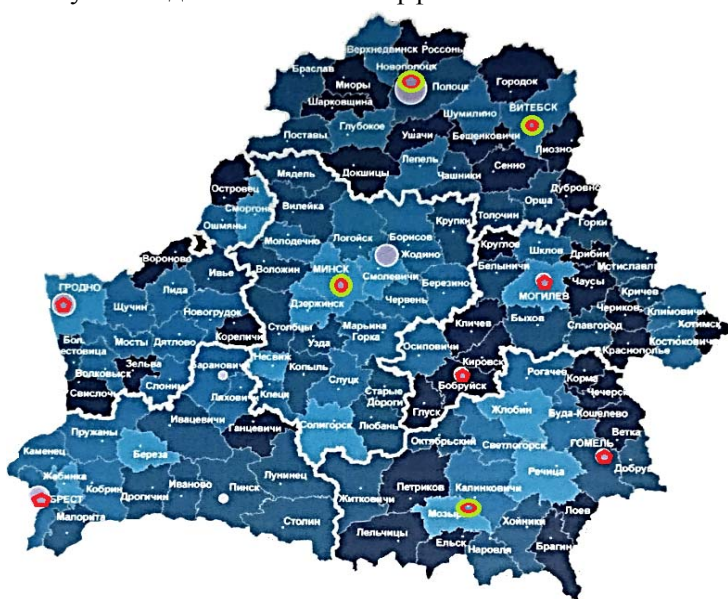 Верхнедвинск Россоны
Новополоцк
Браслав
Миоры
Полоцк
Городок
Шарковщина
Шумилино
ВИТЕБСК
Поставы
Глубокое
Ушачи
Бешенковичи
Лиозно
Лепель
Сенно
Докшицы
Чашники
Мядель
Дубровно
Островец
Орша
Сморгонь
Вилейка
Толочин
Ошмяны
Крупки
Горки
Логойск
Борисов
Молодечно
Круглое
Шклов
Дрибин
Вороново
Жодино
Мстиславль
Ивье
Воложин
МИНСК
Смолевичи
Белыничи
Чаусы
Кричев
ГРОДНО
Лида
Березино
МОГИЛЕВ
Чериков
Климовичи
Щучин
Дзержинск
Червень
Хотимск
Новогрудок
Быхов
Столбцы
Марьина
Горка
Кличев
Славгород
Костюковичи
Мосты
Дятлово
Кореличи
Узда
Осиповичи
Краснополье
Несвиж
Зельва
Барановичи
Копыль
Кировск
Волковыск
Слоним
Слуцк
Бобруйск
Рогачев
Корма
Ляховичи
Клецк
Старые
Дороги
Глуск
Чечерск
Свислочь
Жлобин
Буда-Кошелево
Ивацевичи
Солигорск
Любань
Пружаны
Ганцевичи
Октябрьский
Светлогорск
Ветка
Каменец
Береза
ГОМЕЛЬ
Жабинка
Лунинец
Петриков
Речица
Добруш
Кобрин
Иваново
Житковичи
Калинковичи
БРЕСТ
Дрогичин
Пинск
Малорита
Столин
Хойники
Лоев
Лельчицы
Ельск
Наровля
Брагин